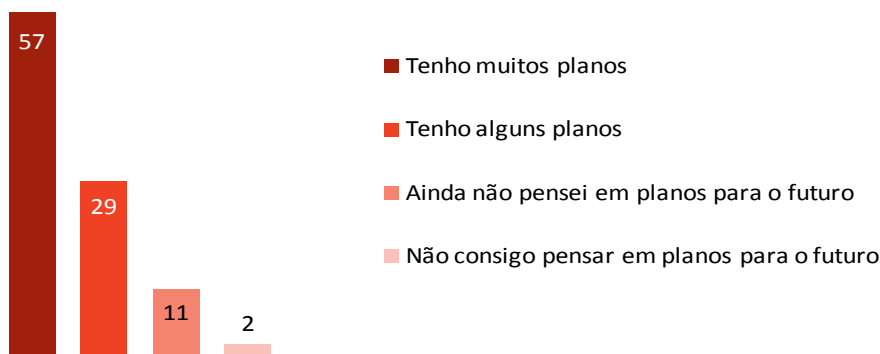 57
29
11
2
Tenho muitos planos
Tenho alguns planos
Ainda não pensei em planos para o futuro
Não consigo pensar em planos para o futuro